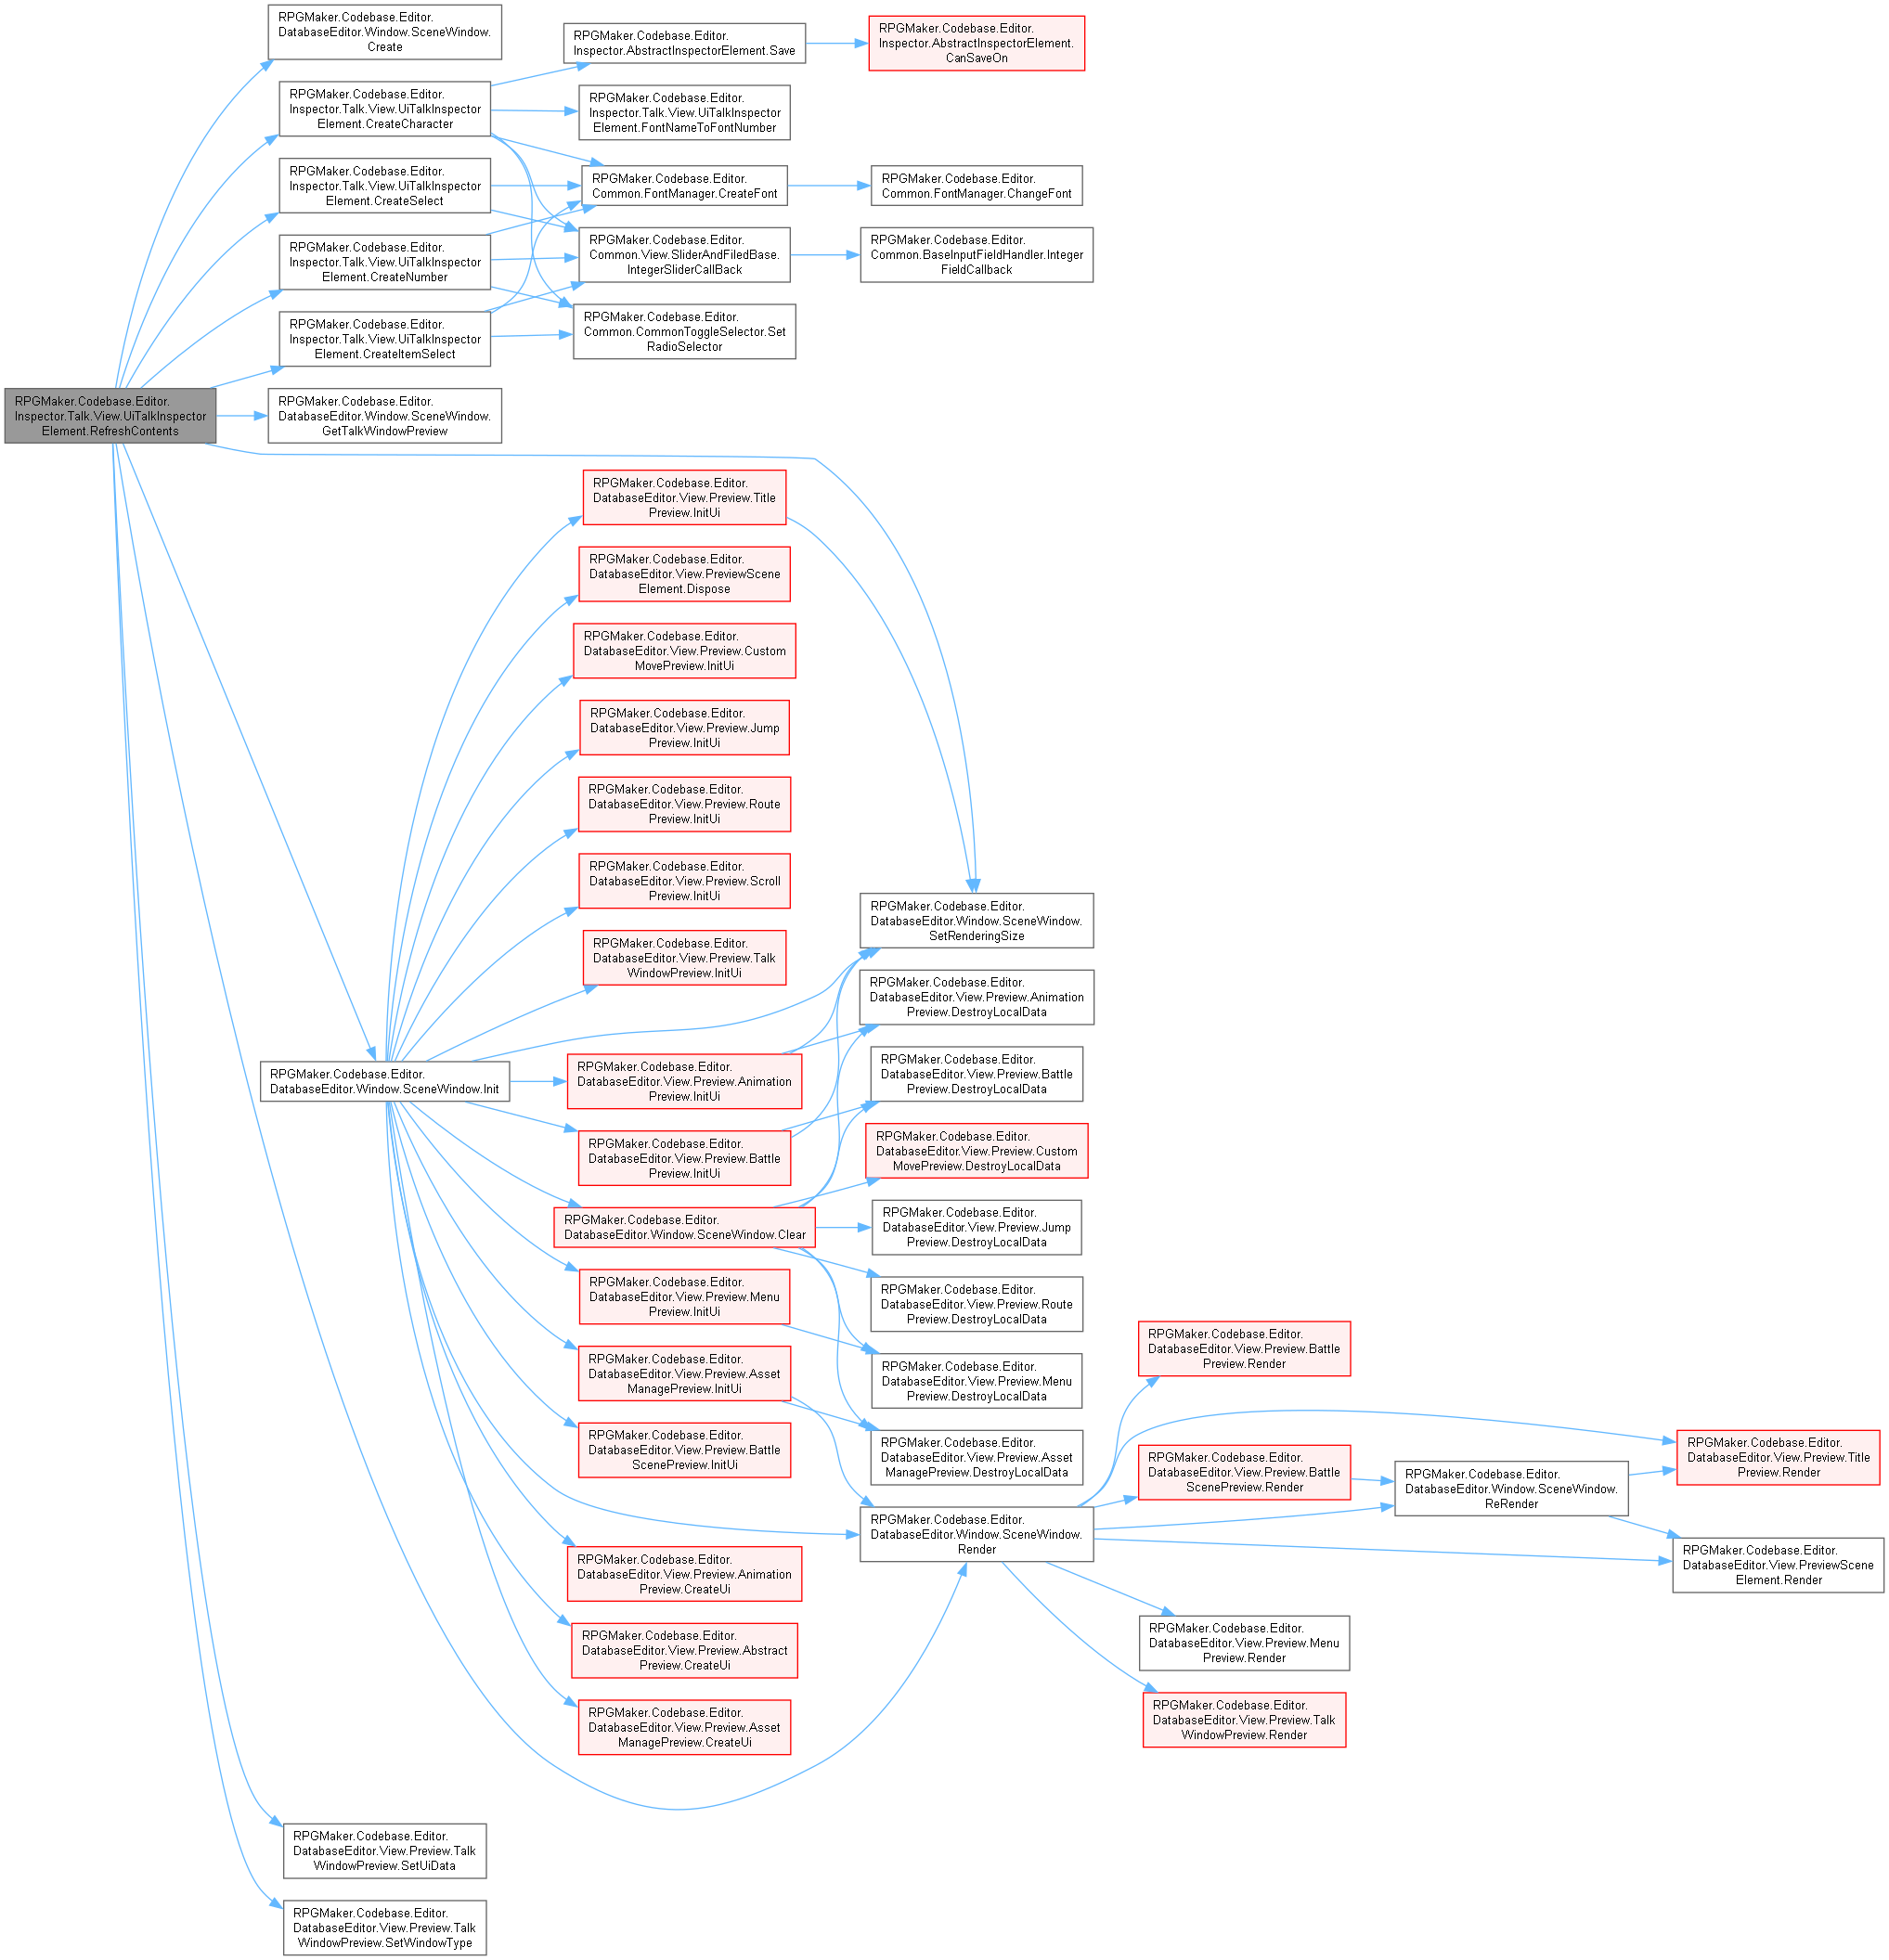 RPGMaker.Codebase.Editor.
Inspector.Talk.View.UiTalkInspector
Element.RefreshContents
RPGMaker.Codebase.Editor.
DatabaseEditor.Window.SceneWindow.
Create
RPGMaker.Codebase.Editor.
Inspector.Talk.View.UiTalkInspector
Element.CreateCharacter
RPGMaker.Codebase.Editor.
Inspector.Talk.View.UiTalkInspector
Element.CreateSelect
RPGMaker.Codebase.Editor.
Inspector.Talk.View.UiTalkInspector
Element.CreateNumber
RPGMaker.Codebase.Editor.
Inspector.Talk.View.UiTalkInspector
Element.CreateItemSelect
RPGMaker.Codebase.Editor.
DatabaseEditor.Window.SceneWindow.
GetTalkWindowPreview
RPGMaker.Codebase.Editor.
DatabaseEditor.Window.SceneWindow.Init
RPGMaker.Codebase.Editor.
DatabaseEditor.View.Preview.Talk
WindowPreview.SetUiData
RPGMaker.Codebase.Editor.
DatabaseEditor.View.Preview.Talk
WindowPreview.SetWindowType
RPGMaker.Codebase.Editor.
Inspector.AbstractInspectorElement.Save
RPGMaker.Codebase.Editor.
Inspector.Talk.View.UiTalkInspector
Element.FontNameToFontNumber
RPGMaker.Codebase.Editor.
Common.FontManager.CreateFont
RPGMaker.Codebase.Editor.
Common.View.SliderAndFiledBase.
IntegerSliderCallBack
RPGMaker.Codebase.Editor.
Common.CommonToggleSelector.Set
RadioSelector
RPGMaker.Codebase.Editor.
DatabaseEditor.View.Preview.Title
Preview.InitUi
RPGMaker.Codebase.Editor.
DatabaseEditor.View.PreviewScene
Element.Dispose
RPGMaker.Codebase.Editor.
DatabaseEditor.View.Preview.Custom
MovePreview.InitUi
RPGMaker.Codebase.Editor.
DatabaseEditor.View.Preview.Jump
Preview.InitUi
RPGMaker.Codebase.Editor.
DatabaseEditor.View.Preview.Route
Preview.InitUi
RPGMaker.Codebase.Editor.
DatabaseEditor.View.Preview.Scroll
Preview.InitUi
RPGMaker.Codebase.Editor.
DatabaseEditor.View.Preview.Talk
WindowPreview.InitUi
RPGMaker.Codebase.Editor.
DatabaseEditor.View.Preview.Animation
Preview.InitUi
RPGMaker.Codebase.Editor.
DatabaseEditor.View.Preview.Battle
Preview.InitUi
RPGMaker.Codebase.Editor.
DatabaseEditor.Window.SceneWindow.Clear
RPGMaker.Codebase.Editor.
DatabaseEditor.View.Preview.Menu
Preview.InitUi
RPGMaker.Codebase.Editor.
DatabaseEditor.View.Preview.Asset
ManagePreview.InitUi
RPGMaker.Codebase.Editor.
DatabaseEditor.View.Preview.Battle
ScenePreview.InitUi
RPGMaker.Codebase.Editor.
DatabaseEditor.View.Preview.Animation
Preview.CreateUi
RPGMaker.Codebase.Editor.
DatabaseEditor.View.Preview.Abstract
Preview.CreateUi
RPGMaker.Codebase.Editor.
DatabaseEditor.View.Preview.Asset
ManagePreview.CreateUi
RPGMaker.Codebase.Editor.
Inspector.AbstractInspectorElement.
CanSaveOn
RPGMaker.Codebase.Editor.
Common.FontManager.ChangeFont
RPGMaker.Codebase.Editor.
Common.BaseInputFieldHandler.Integer
FieldCallback
RPGMaker.Codebase.Editor.
DatabaseEditor.Window.SceneWindow.
SetRenderingSize
RPGMaker.Codebase.Editor.
DatabaseEditor.View.Preview.Animation
Preview.DestroyLocalData
RPGMaker.Codebase.Editor.
DatabaseEditor.View.Preview.Battle
Preview.DestroyLocalData
RPGMaker.Codebase.Editor.
DatabaseEditor.View.Preview.Custom
MovePreview.DestroyLocalData
RPGMaker.Codebase.Editor.
DatabaseEditor.View.Preview.Jump
Preview.DestroyLocalData
RPGMaker.Codebase.Editor.
DatabaseEditor.View.Preview.Route
Preview.DestroyLocalData
RPGMaker.Codebase.Editor.
DatabaseEditor.View.Preview.Menu
Preview.DestroyLocalData
RPGMaker.Codebase.Editor.
DatabaseEditor.View.Preview.Asset
ManagePreview.DestroyLocalData
RPGMaker.Codebase.Editor.
DatabaseEditor.Window.SceneWindow.
Render
RPGMaker.Codebase.Editor.
DatabaseEditor.View.Preview.Battle
Preview.Render
RPGMaker.Codebase.Editor.
DatabaseEditor.View.Preview.Battle
ScenePreview.Render
RPGMaker.Codebase.Editor.
DatabaseEditor.View.Preview.Menu
Preview.Render
RPGMaker.Codebase.Editor.
DatabaseEditor.View.Preview.Talk
WindowPreview.Render
RPGMaker.Codebase.Editor.
DatabaseEditor.Window.SceneWindow.
ReRender
RPGMaker.Codebase.Editor.
DatabaseEditor.View.Preview.Title
Preview.Render
RPGMaker.Codebase.Editor.
DatabaseEditor.View.PreviewScene
Element.Render